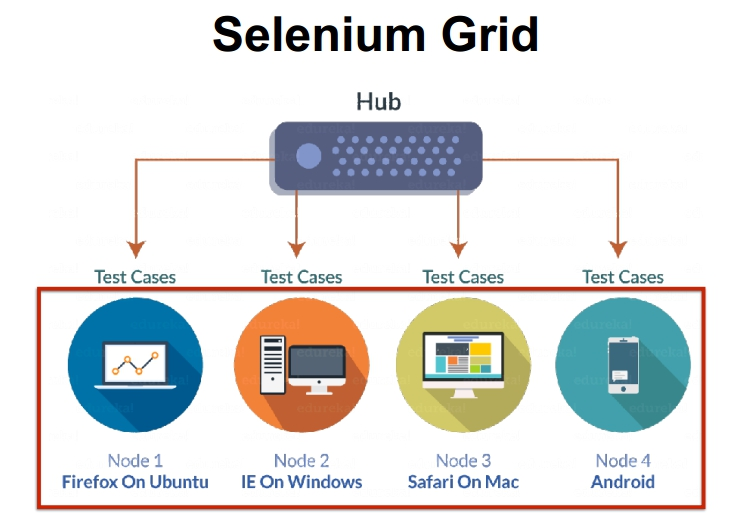 Selenium Grid
Hub
Test Cases
Test Cases
Test Cases
Test Cases
Node 1
Firefox On Ubuntu
Node 2
IE On Windows
Node 3
Safari On Mac
Node 4
Android